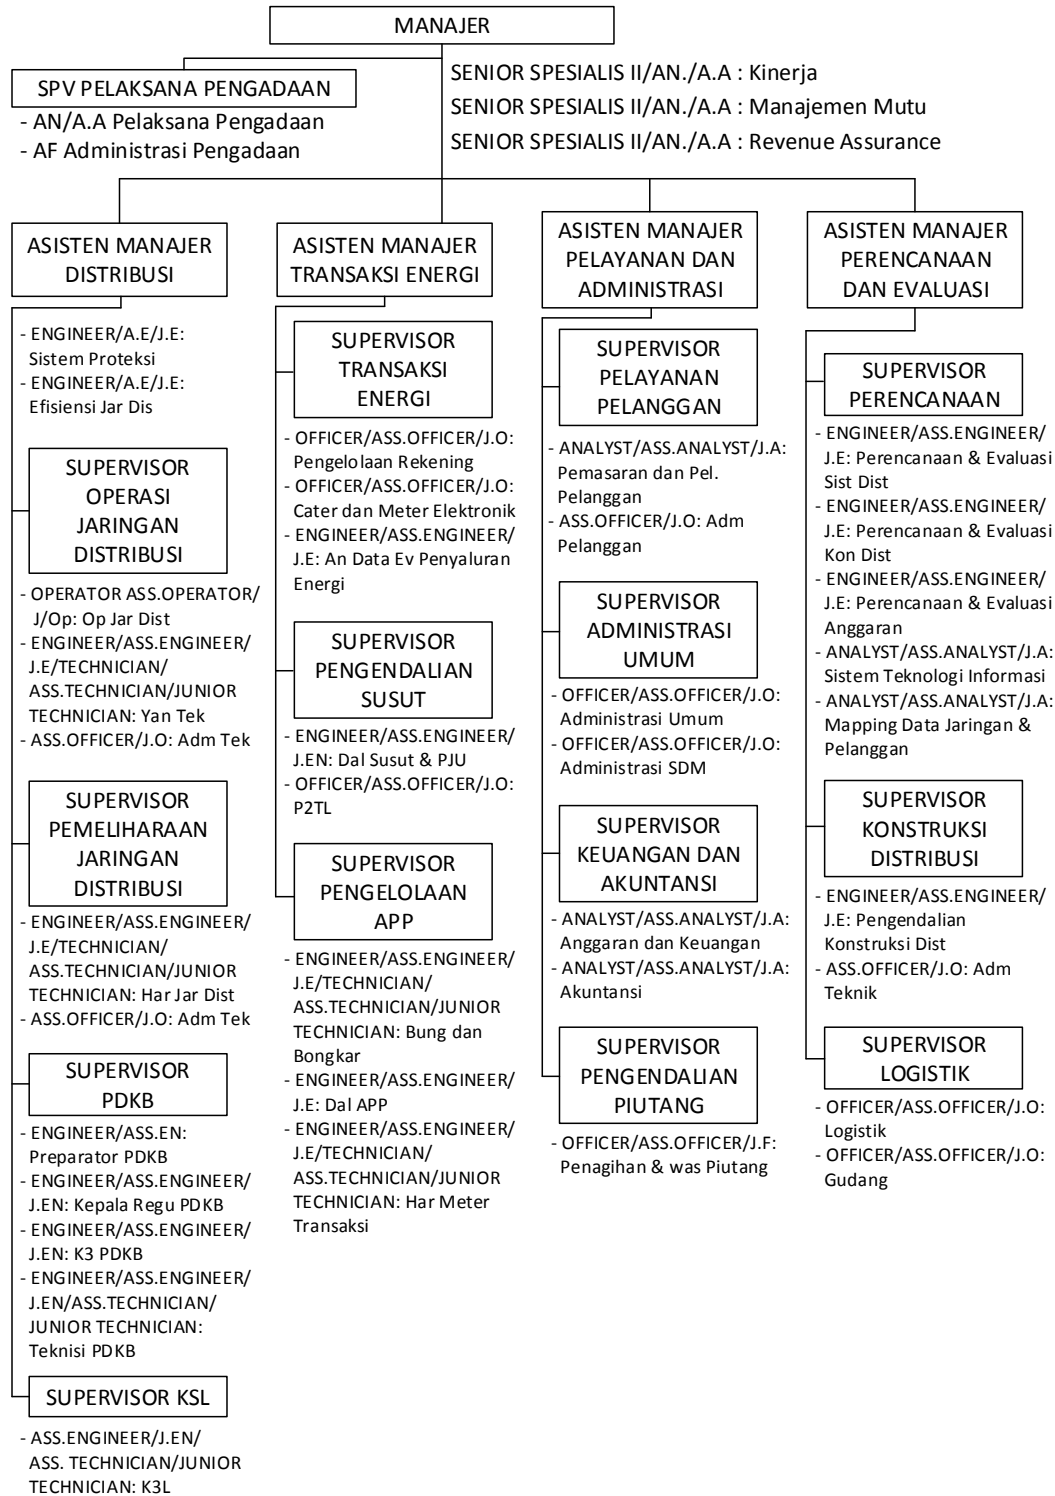 MANAJER
SPV PELAKSANA PENGADAAN
- AN/A.A Pelaksana Pengadaan
- AF Administrasi Pengadaan
SENIOR SPESIALIS II/AN./A.A : Kinerja
SENIOR SPESIALIS II/AN./A.A : Manajemen Mutu
SENIOR SPESIALIS II/AN./A.A : Revenue Assurance
ASISTEN MANAJER
DISTRIBUSI
- ENGINEER/A.E/J.E:
Sistem Proteksi
- ENGINEER/A.E/J.E:
Efisiensi Jar Dis
SUPERVISOR
OPERASI
JARINGAN
DISTRIBUSI
- OPERATOR ASS.OPERATOR/
J/Op: Op Jar Dist
- ENGINEER/ASS.ENGINEER/
J.E/TECHNICIAN/
ASS.TECHNICIAN/JUNIOR
TECHNICIAN: Yan Tek
- ASS.OFFICER/J.O: Adm Tek
SUPERVISOR
PEMELIHARAAN
JARINGAN
DISTRIBUSI
- ENGINEER/ASS.ENGINEER/
J.E/TECHNICIAN/
ASS.TECHNICIAN/JUNIOR
TECHNICIAN: Har Jar Dist
- ASS.OFFICER/J.O: Adm Tek
SUPERVISOR
PDKB
- ENGINEER/ASS.EN:
Preparator PDKB
- ENGINEER/ASS.ENGINEER/
J.EN: Kepala Regu PDKB
- ENGINEER/ASS.ENGINEER/
J.EN: K3 PDKB
- ENGINEER/ASS.ENGINEER/
J.EN/ASS.TECHNICIAN/
JUNIOR TECHNICIAN:
Teknisi PDKB
SUPERVISOR KSL
- ASS.ENGINEER/J.EN/
ASS. TECHNICIAN/JUNIOR
TECHNICIAN: K3L
ASISTEN MANAJER
TRANSAKSI ENERGI
SUPERVISOR
TRANSAKSI
ENERGI
- OFFICER/ASS.OFFICER/J.O:
Pengelolaan Rekening
- OFFICER/ASS.OFFICER/J.O:
Cater dan Meter Elektronik
- ENGINEER/ASS.ENGINEER/
J.E: An Data Ev Penyaluran
Energi
SUPERVISOR
PENGENDALIAN
SUSUT
- ENGINEER/ASS.ENGINEER/
J.EN: Dal Susut & PJU
- OFFICER/ASS.OFFICER/J.O:
P2TL
SUPERVISOR
PENGELOLAAN
APP
- ENGINEER/ASS.ENGINEER/
J.E/TECHNICIAN/
ASS.TECHNICIAN/JUNIOR
TECHNICIAN: Bung dan
Bongkar
- ENGINEER/ASS.ENGINEER/
J.E: Dal APP
- ENGINEER/ASS.ENGINEER/
J.E/TECHNICIAN/
ASS.TECHNICIAN/JUNIOR
TECHNICIAN: Har Meter
Transaksi
ASISTEN MANAJER
PELAYANAN DAN
ADMINISTRASI
SUPERVISOR
PELAYANAN
PELANGGAN
- ANALYST/ASS.ANALYST/J.A:
Pemasaran dan Pel.
Pelanggan
- ASS.OFFICER/J.O: Adm
Pelanggan
SUPERVISOR
ADMINISTRASI
UMUM
- OFFICER/ASS.OFFICER/J.O:
Administrasi Umum
- OFFICER/ASS.OFFICER/J.O:
Administrasi SDM
SUPERVISOR
KEUANGAN DAN
AKUNTANSI
- ANALYST/ASS.ANALYST/J.A:
Anggaran dan Keuangan
- ANALYST/ASS.ANALYST/J.A:
Akuntansi
SUPERVISOR
PENGENDALIAN
PIUTANG
- OFFICER/ASS.OFFICER/J.F:
Penagihan & was Piutang
ASISTEN MANAJER
PERENCANAAN
DAN EVALUASI
SUPERVISOR
PERENCANAAN
- ENGINEER/ASS.ENGINEER/
J.E: Perencanaan & Evaluasi
Sist Dist
- ENGINEER/ASS.ENGINEER/
J.E: Perencanaan & Evaluasi
Kon Dist
- ENGINEER/ASS.ENGINEER/
J.E: Perencanaan & Evaluasi
Anggaran
- ANALYST/ASS.ANALYST/J.A:
Sistem Teknologi Informasi
- ANALYST/ASS.ANALYST/J.A:
Mapping Data Jaringan &
Pelanggan
SUPERVISOR
KONSTRUKSI
DISTRIBUSI
- ENGINEER/ASS.ENGINEER/
J.E: Pengendalian
Konstruksi Dist
- ASS.OFFICER/J.O: Adm
Teknik
SUPERVISOR
LOGISTIK
- OFFICER/ASS.OFFICER/J.O:
Logistik
- OFFICER/ASS.OFFICER/J.O:
Gudang